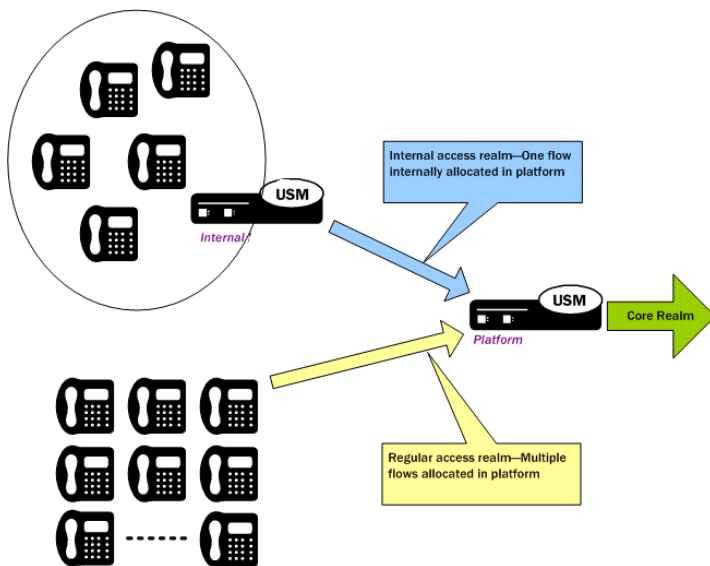 USM
Internal
Internal access realm—One flow
internally allocated in platform
USM
Platform
Core Realm
Regular access realm—Multiple
flows allocated in platform